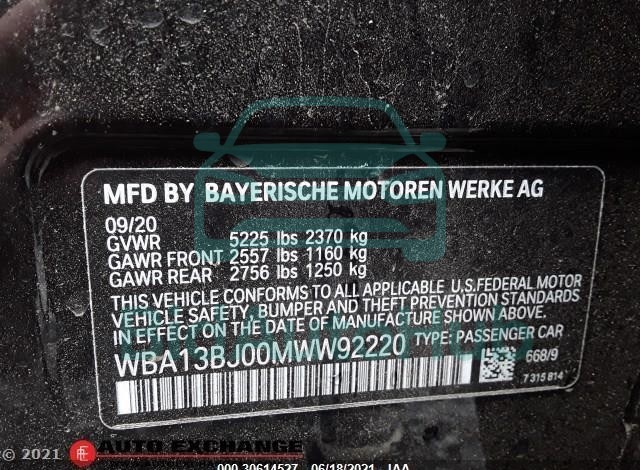 MFD BY BAYERISCHE MOTOREN WERKE AG
09/20
GVWR 5225 lbs 2370 kg
GAWR FRONT 2557 lbs 1160 kg
GAWR REAR 2756 lbs 1250 kg
THIS VEHICLE CONFORMS TO ALL APPLICABLE U.S.FEDERAL MOTOR
VEHICLE SAFETY, BUMPER AND THEFT PREVENTION STANDARDS
IN EFFECT ON THE DATE OF MANUFACTURE SHOWN ABOVE.
WBA13BJ00MWW92220 TYPE: PASSENGER CAR
668/9
7 315 814
© 2021 AUTO EXCHANGE
000 30614527 06/18/2021 IAA